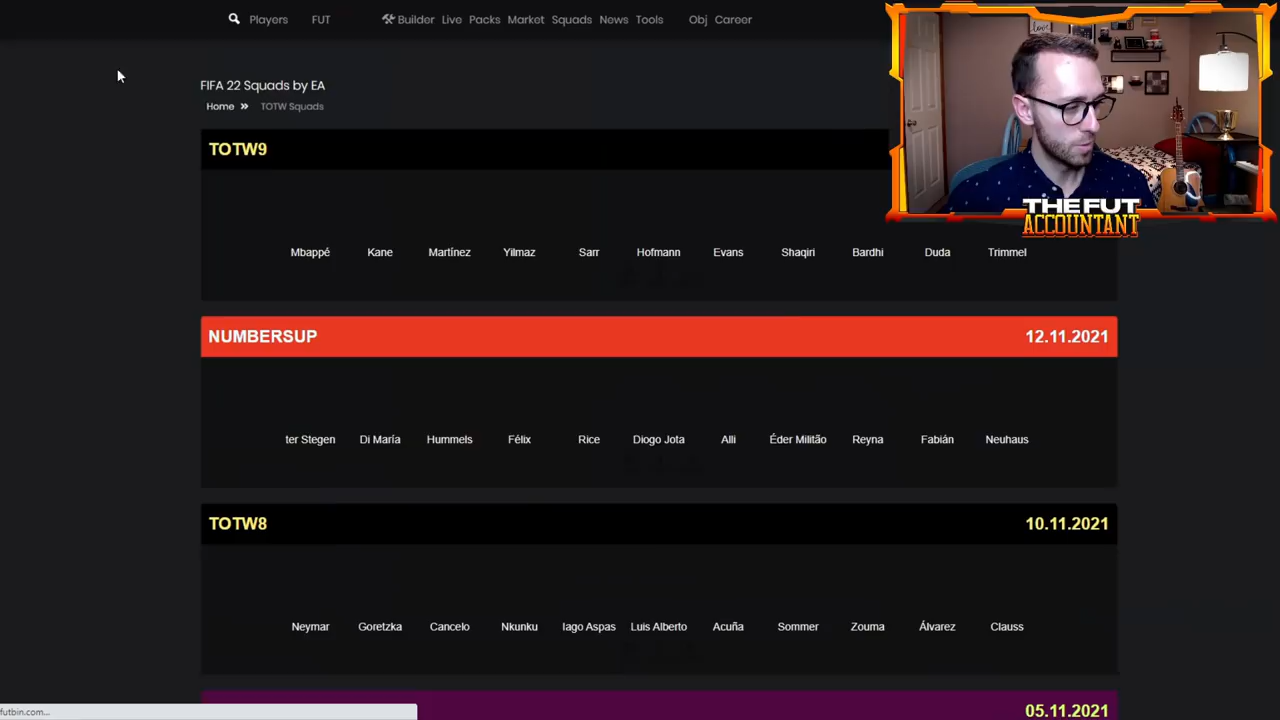 Players FUT Builder Live Packs Market Squads News Tools Obj Career
FIFA 22 Squads by EA
Home » TOTW Squads
TOTW9
Mbappé Kane Martínez Yilmaz Sarr Hofmann Evans Shaqiri Bardhi Duda Trimmel
THE FUT
ACCOUNTANT
NUMBERSUP 12.11.2021
ter Stegen Di María Hummels Félix Rice Diogo Jota Alli Éder Militão Reyna Fabián Neuhaus
TOTW8 10.11.2021
Neymar Goretzka Cancelo Nkunku Iago Aspas Luis Alberto Acuña Sommer Zouma Álvarez Clauss
05.11.2021
futbin.com...